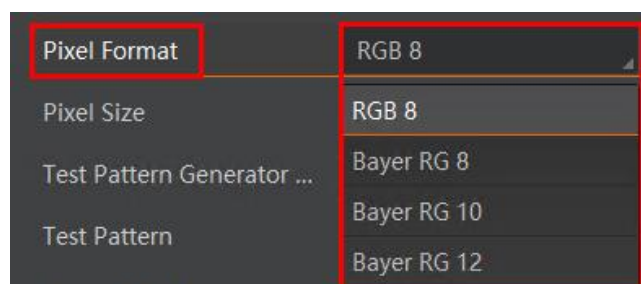 Pixel Format
RGB 8
Pixel Size
RGB 8
Test Pattern Generator ...
Bayer RG 8
Bayer RG 10
Test Pattern
Bayer RG 12